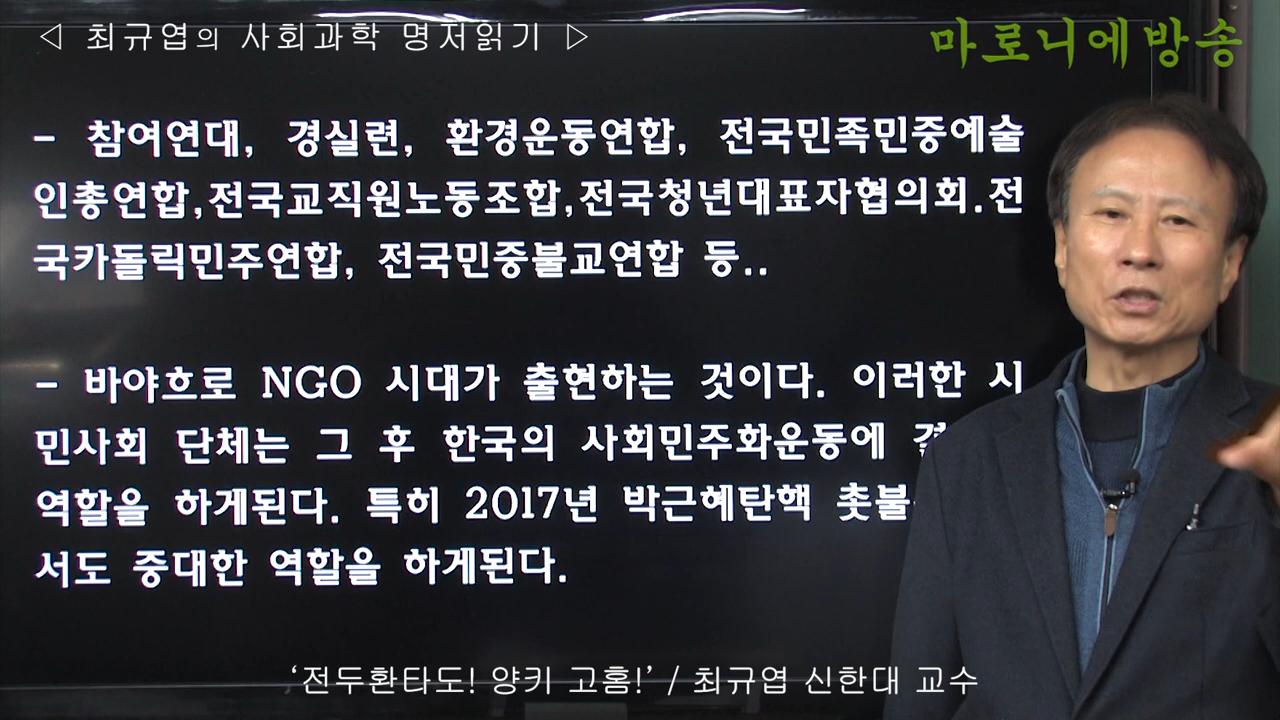 ◁ 최규엽의 사회과학 명저읽기 ▷
마로니에방송
- 참여연대, 경실련, 환경운동연합, 전국민족민중예술
인총연합,전국교직원노동조합,전국청년대표자협의회.전
국카돌릭민주연합, 전국민중불교연합 등..
- 바야흐로 NGO 시대가 출현하는 것이다. 이러한 시
민사회 단체는 그 후 한국의 사회민주화운동에
역할을 하게된다. 특히 2017년 박근혜탄핵 촛불
서도 중대한 역할을 하게된다.
‘전두환타도! 양키 고홈!’ / 최규엽 신한대 교수